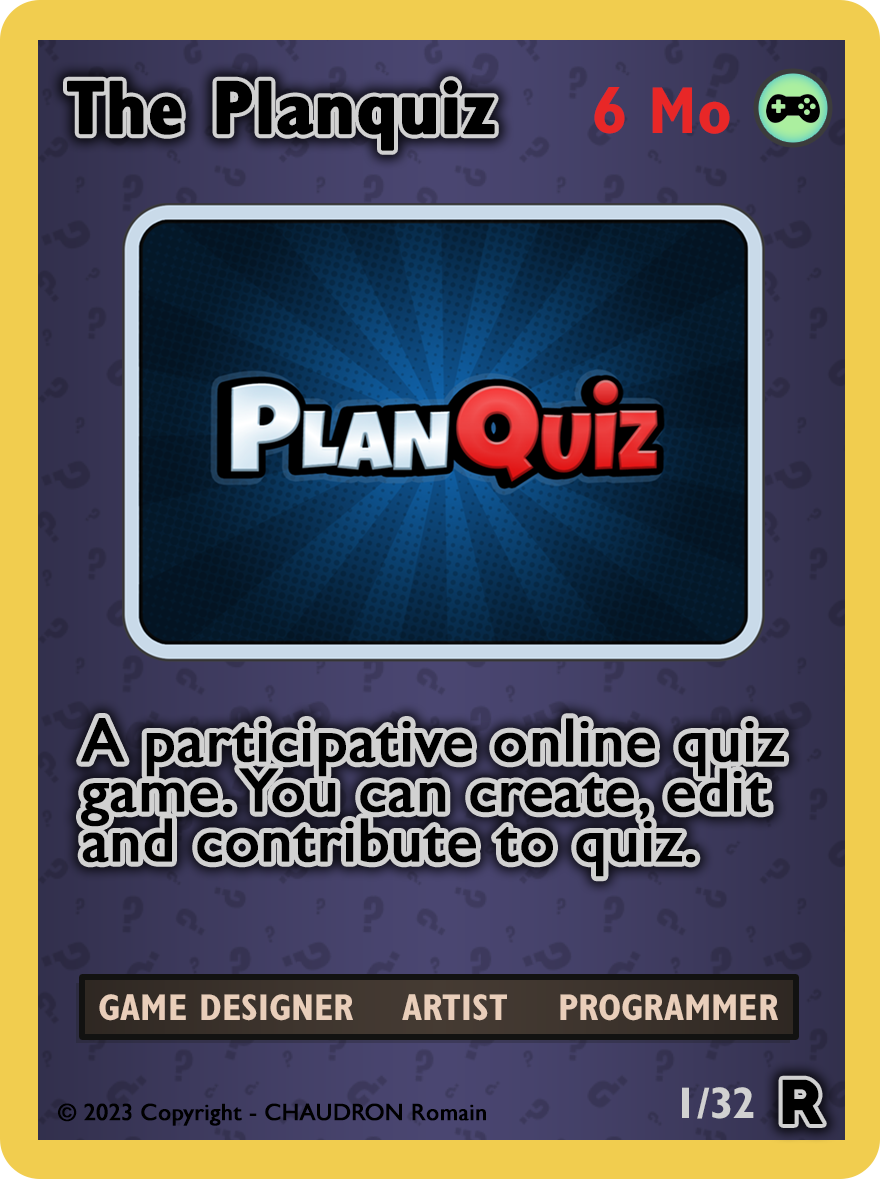 The Planquiz 6 Mo
PLANQUIZ
A participative online quiz
game. You can create, edit
and contribute to quiz.
GAME DESIGNER ARTIST PROGRAMMER
© 2023 Copyright - CHAUDRON Romain 1/32 R